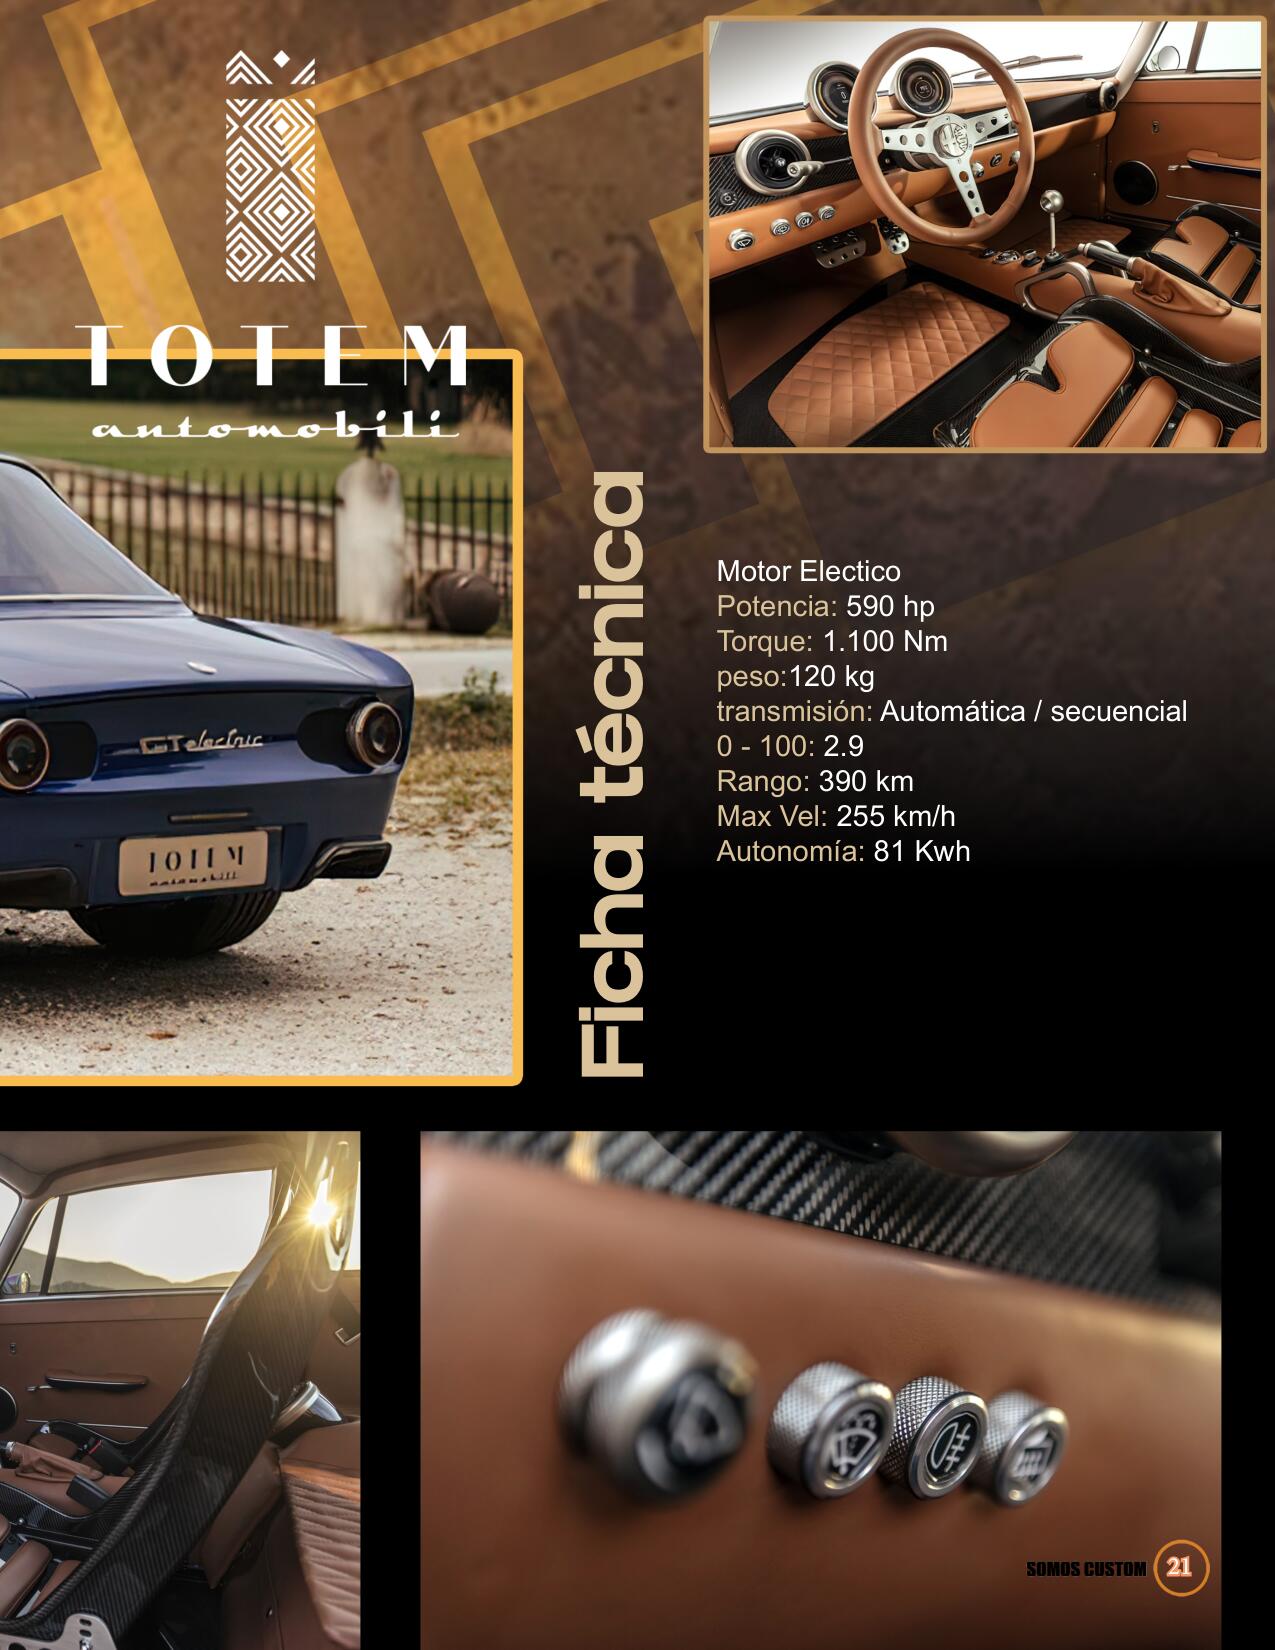 TOTEM
automobili
GTelectric
TOTEM
Ficha técnica
Motor Electico
Potencia: 590 hp
Torque: 1.100 Nm
peso:120 kg
transmisión: Automática / secuencial
0 - 100: 2.9
Rango: 390 km
Max Vel: 255 km/h
Autonomía: 81 Kwh
SOMOS CUSTOM 21